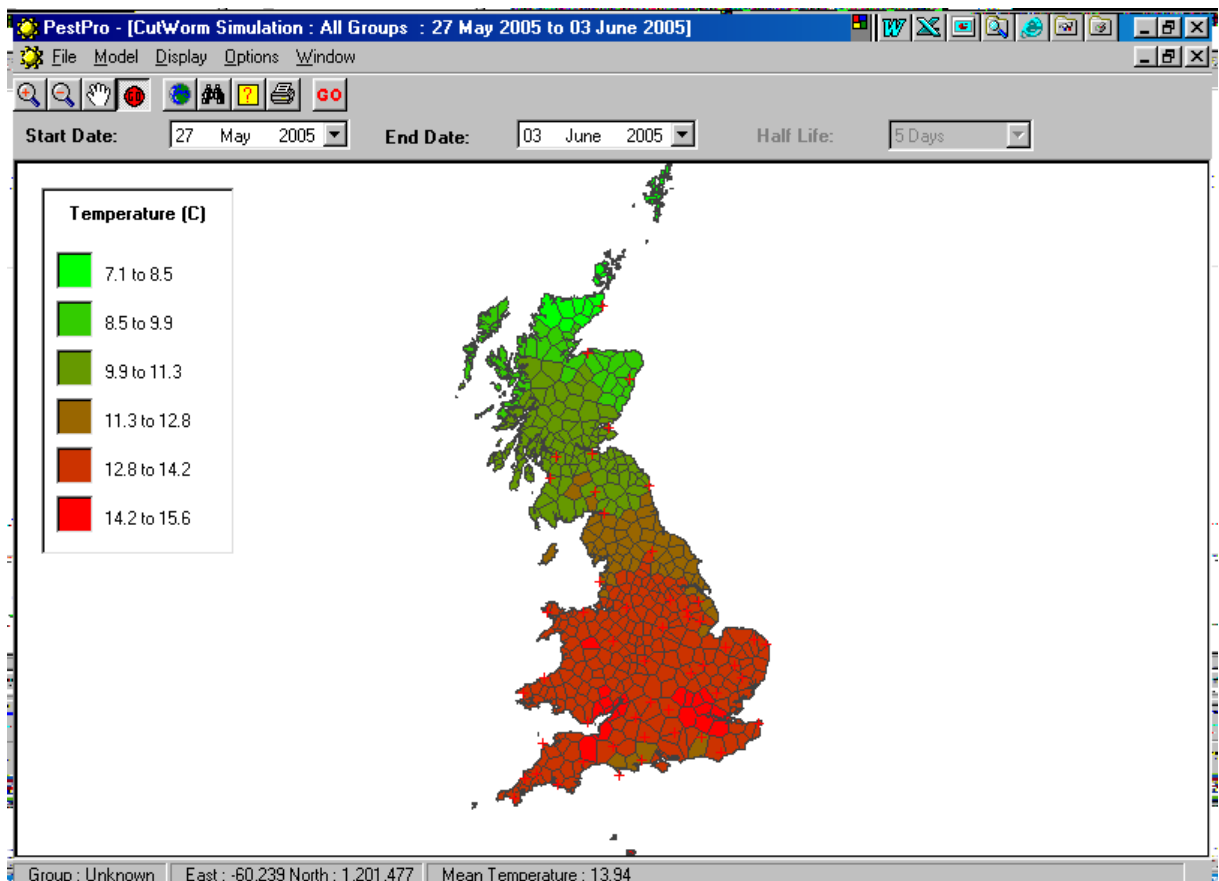 PestPro - [CutWorm Simulation : All Groups : 27 May 2005 to 03 June 2005]
File Model Display Options Window
GO
Start Date: 27 May 2005 End Date: 03 June 2005 Half Life: 5 Days
Temperature (C)
7.1 to 8.5
8.5 to 9.9
9.9 to 11.3
11.3 to 12.8
12.8 to 14.2
14.2 to 15.6
Group : Unknown East : -60,239 North : 1,201,477 Mean Temperature : 13.94